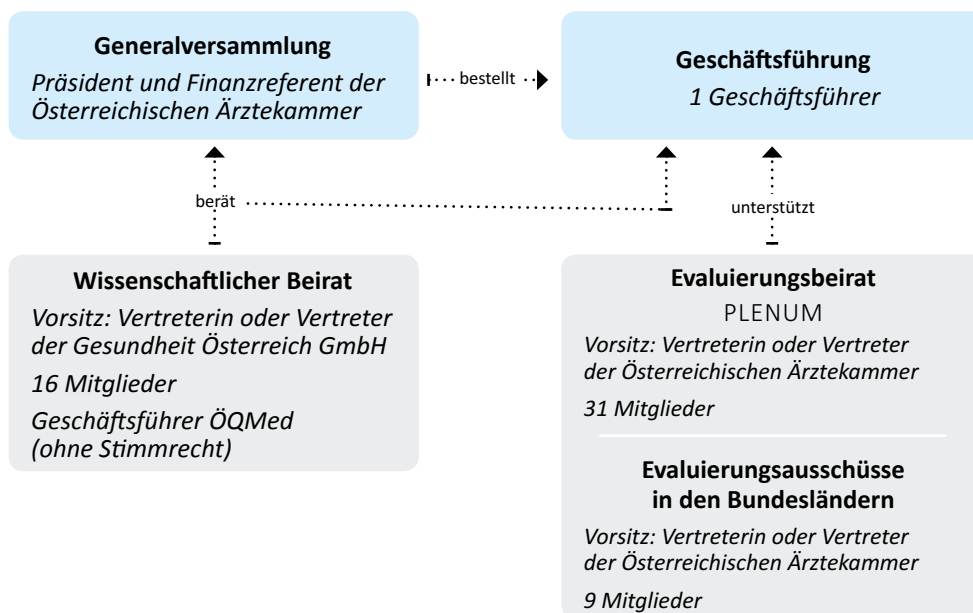 Generalversammlung
Präsident und Finanzreferent der
Österreichischen Ärztekammer
bestellt
Geschäftsführung
1 Geschäftsführer
berät
unterstützt
Wissenschaftlicher Beirat
Vorsitz: Vertreterin oder Vertreter
der Gesundheit Österreich GmbH
16 Mitglieder
Geschäftsführer ÖQMed
(ohne Stimmrecht)
Evaluierungsbeirat
PLENUM
Vorsitz: Vertreterin oder Vertreter
der Österreichischen Ärztekammer
31 Mitglieder
Evaluierungsausschüsse
in den Bundesländern
Vorsitz: Vertreterin oder Vertreter
der Österreichischen Ärztekammer
9 Mitglieder